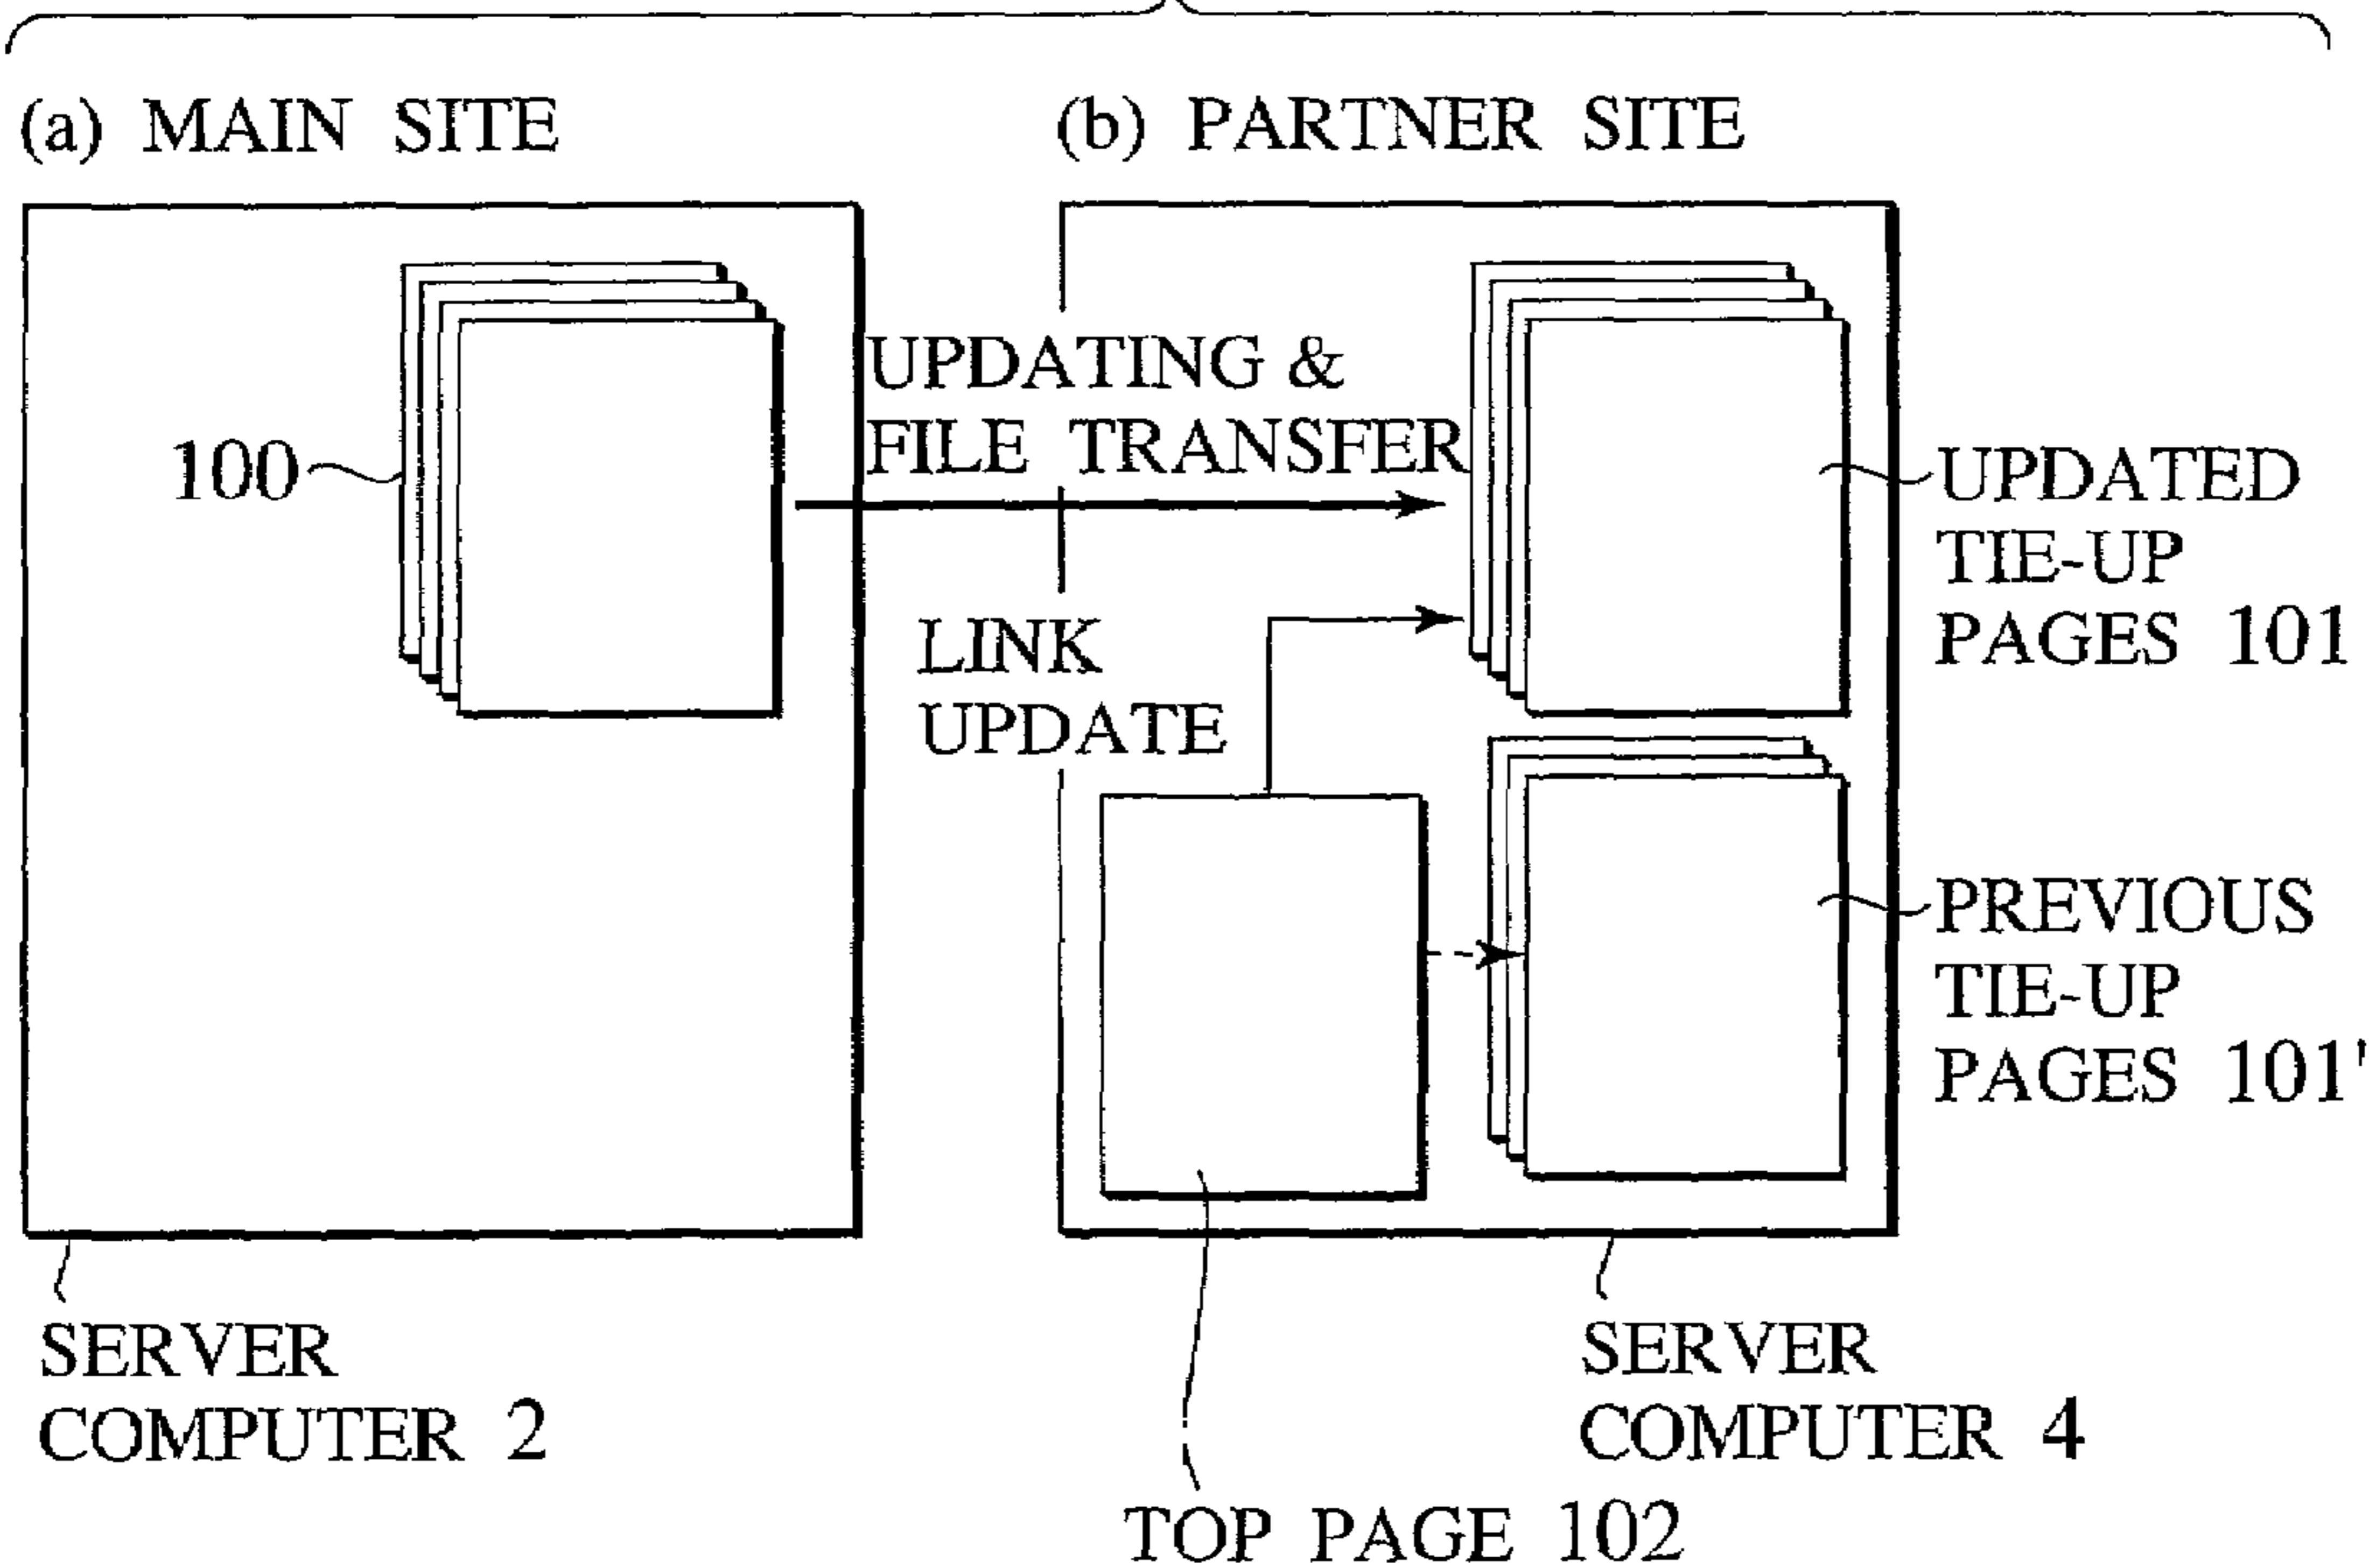 (a) MAIN SITE
(b) PARTNER SITE
UPDATING &
FILE TRANSFER
100
UPDATED
TIE-UP
PAGES 101
LINK
UPDATE
PREVIOUS
TIE-UP
PAGES 101'
SERVER
COMPUTER 2
SERVER
COMPUTER 4
TOP PAGE 102